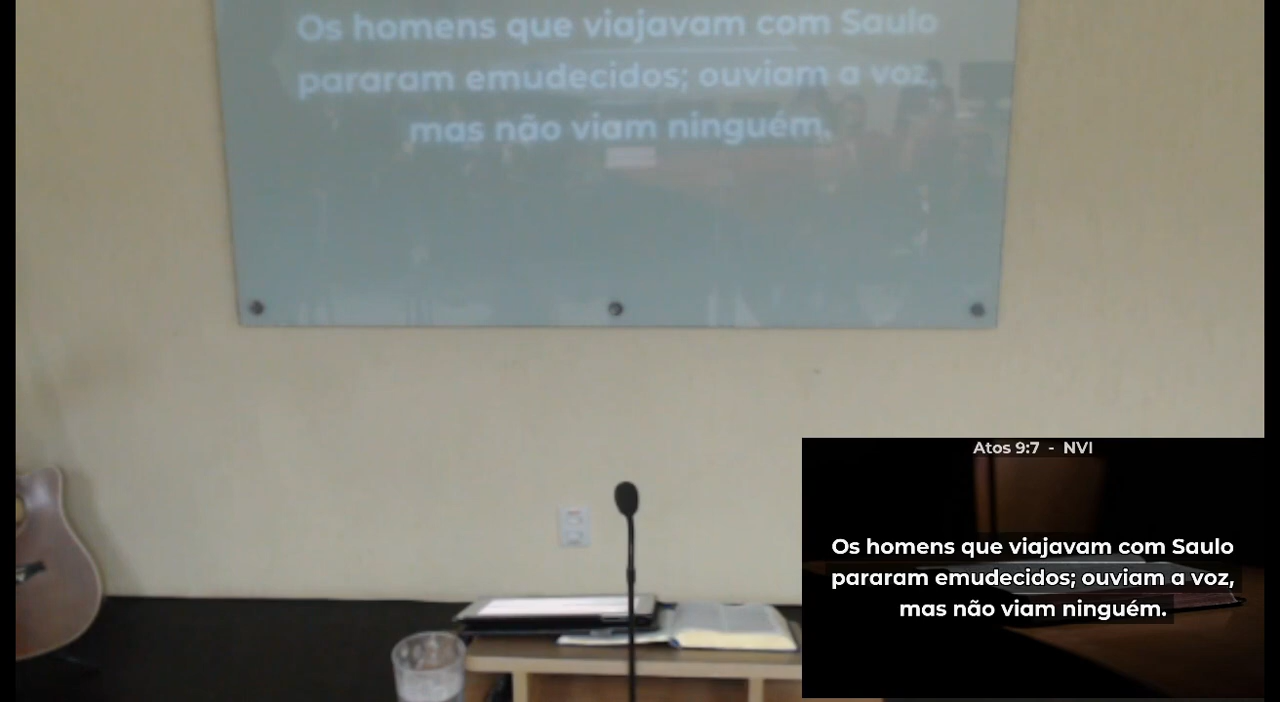 Os homens que viajavam com Saulo
pararam emudecidos; ouviam a voz,
mas não viam ninguém.
Atos 9:7 - NVI
Os homens que viajavam com Saulo
pararam emudecidos; ouviam a voz,
mas não viam ninguém.